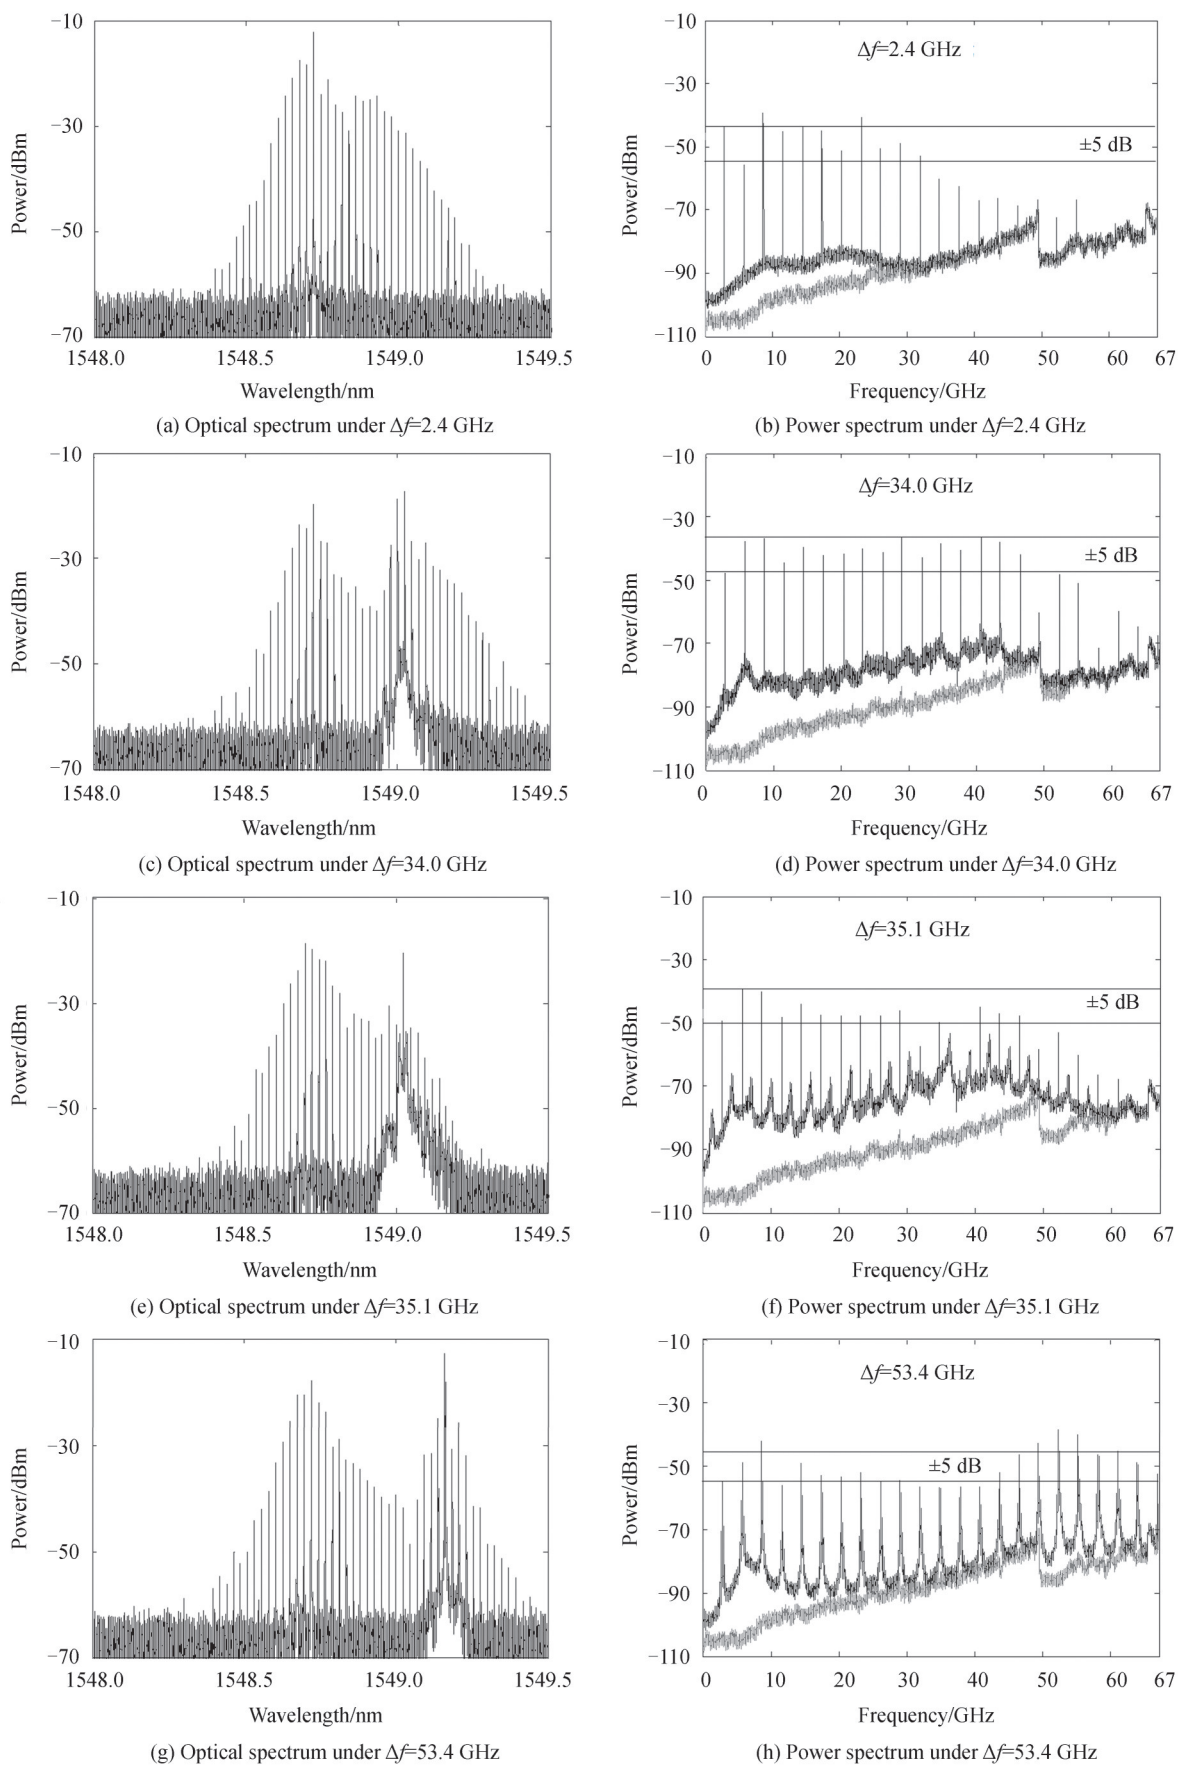 −10
−30
−50
−70
Power/dBm
1548.0 1548.5 1549.0 1549.5
Wavelength/nm
(a) Optical spectrum under Δf=2.4 GHz
−10
−30
−50
−70
−90
−110
Power/dBm
Δf=2.4 GHz
±5 dB
0 10 20 30 40 50 60 67
Frequency/GHz
(b) Power spectrum under Δf=2.4 GHz
−10
−30
−50
−70
Power/dBm
1548.0 1548.5 1549.0 1549.5
Wavelength/nm
(c) Optical spectrum under Δf=34.0 GHz
−10
−30
−50
−70
−90
−110
Power/dBm
Δf=34.0 GHz
±5 dB
0 10 20 30 40 50 60 67
Frequency/GHz
(d) Power spectrum under Δf=34.0 GHz
−10
−30
−50
−70
Power/dBm
1548.0 1548.5 1549.0 1549.5
Wavelength/nm
(e) Optical spectrum under Δf=35.1 GHz
−10
−30
−50
−70
−90
−110
Power/dBm
Δf=35.1 GHz
±5 dB
0 10 20 30 40 50 60 67
Frequency/GHz
(f) Power spectrum under Δf=35.1 GHz
−10
−30
−50
−70
Power/dBm
1548.0 1548.5 1549.0 1549.5
Wavelength/nm
(g) Optical spectrum under Δf=53.4 GHz
−10
−30
−50
−70
−90
−110
Power/dBm
Δf=53.4 GHz
±5 dB
0 10 20 30 40 50 60 67
Frequency/GHz
(h) Power spectrum under Δf=53.4 GHz